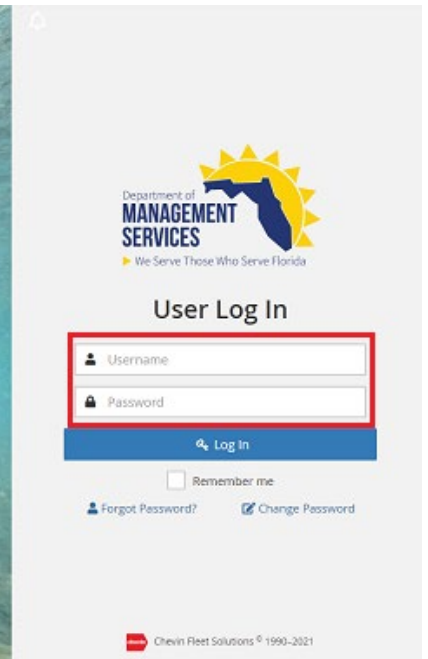 Department of
MANAGEMENT
SERVICES
We Serve Those Who Serve Florida
User Log In
Username
Password
Log In
Remember me
Forgot Password? Change Password
chevin Chevin Fleet Solutions © 1990-2021